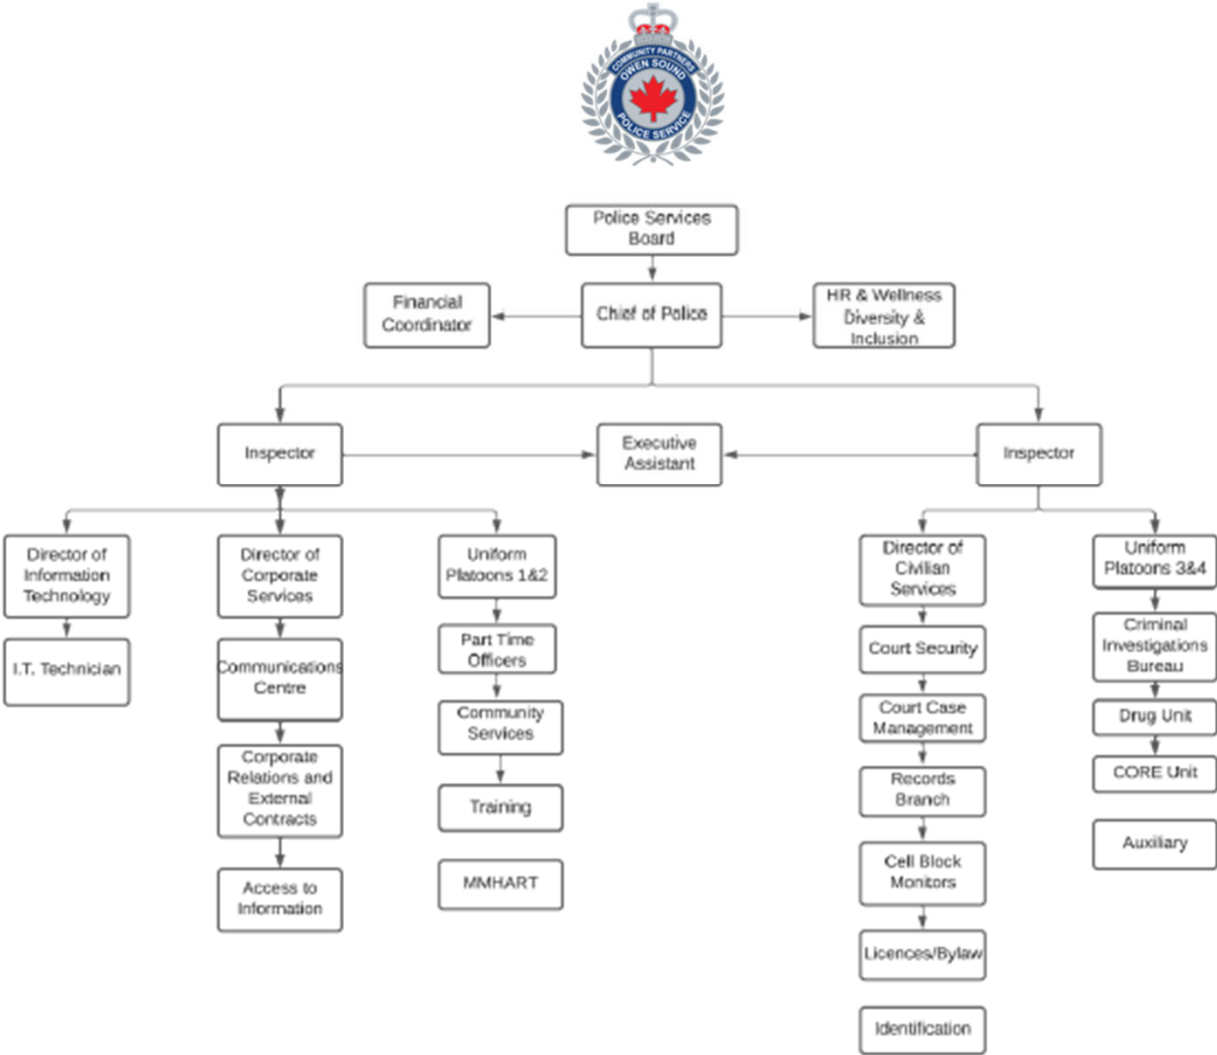 COMMUNITY PARTNERS
OWEN SOUND
POLICE SERVICE
Police Services
Board
Financial
Coordinator
Chief of Police
HR & Wellness
Diversity &
Inclusion
Inspector
Executive
Assistant
Inspector
Director of
Information
Technology
Director of
Corporate
Services
Uniform
Platoons 1&2
Director of
Civilian
Services
Uniform
Platoons 3&4
I.T. Technician
Communications
Centre
Part Time
Officers
Court Security
Criminal
Investigations
Bureau
Community
Services
Court Case
Management
Drug Unit
Corporate
Relations and
External
Contracts
Training
Records
Branch
CORE Unit
Access to
Information
MMHART
Cell Block
Monitors
Auxiliary
Licences/Bylaw
Identification